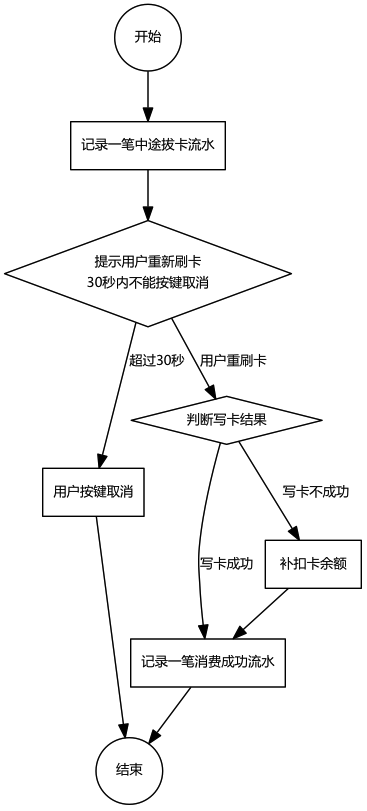 开始
记录一笔中途拔卡流水
提示用户重新刷卡
30秒内不能按键取消
超过30秒
用户重刷卡
判断写卡结果
用户按键取消
写卡不成功
写卡成功
补扣卡余额
记录一笔消费成功流水
结束